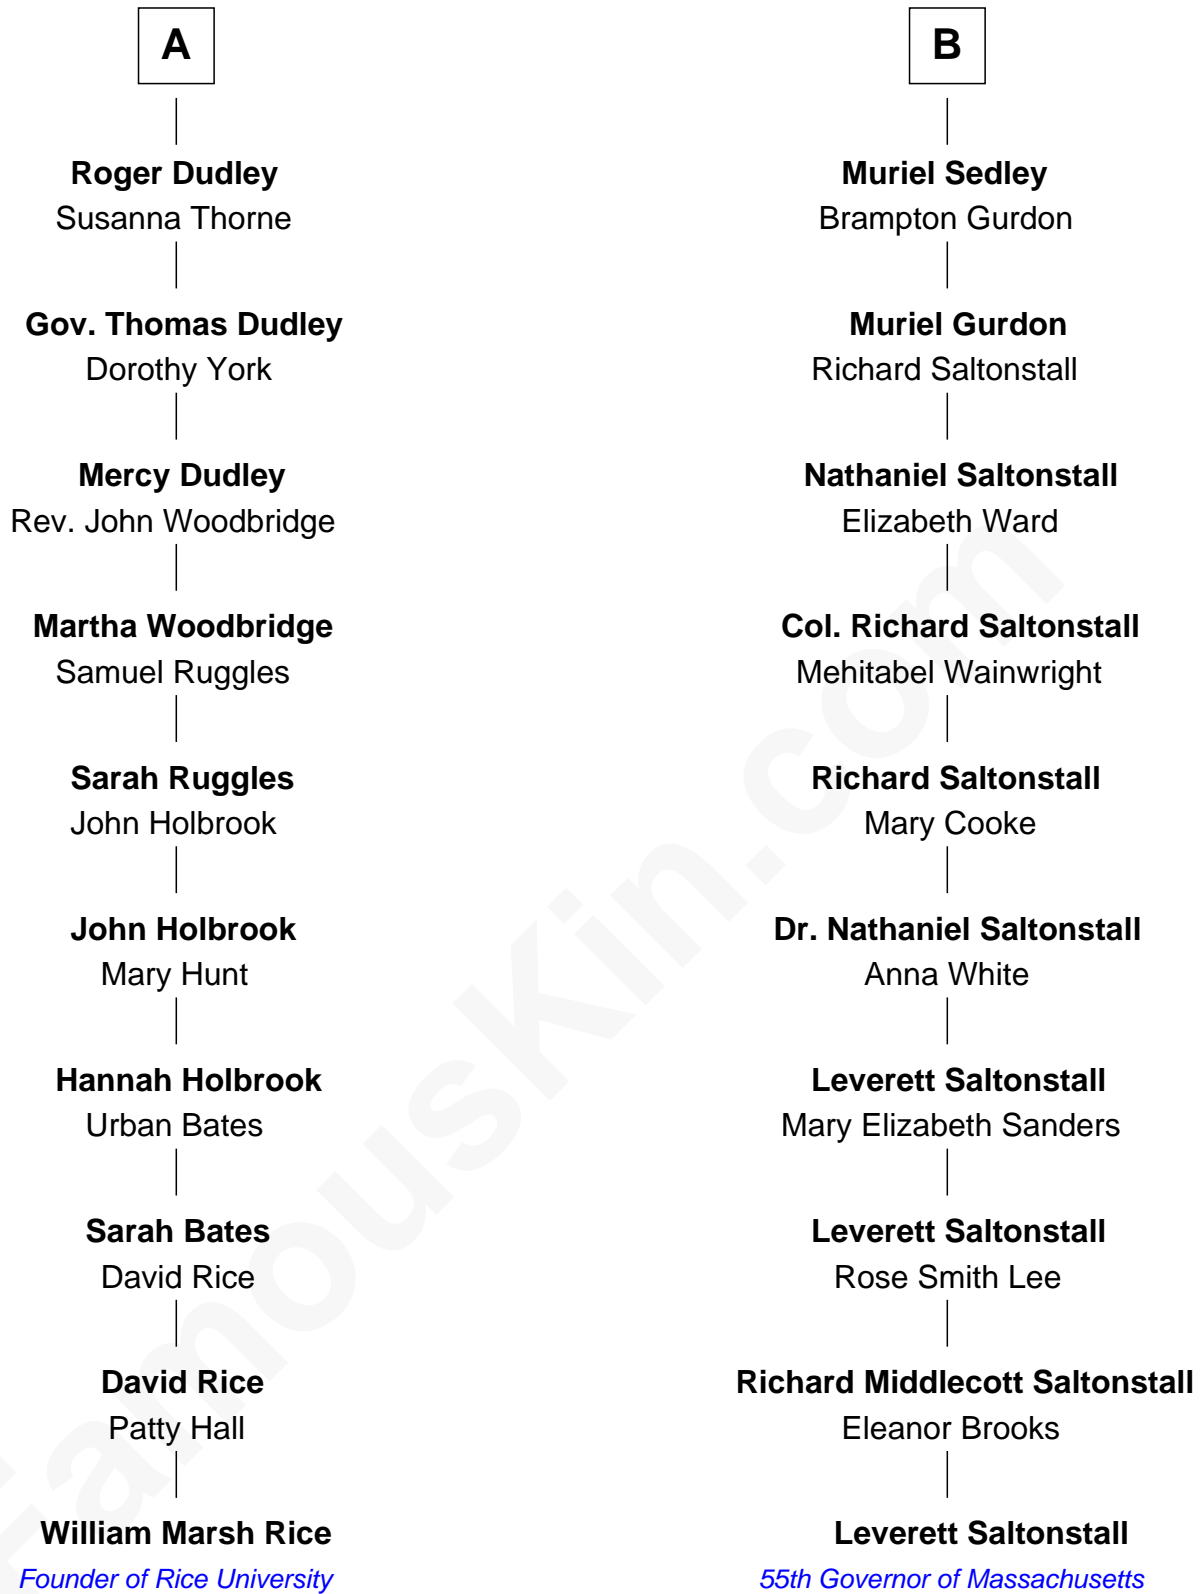 A
Roger Dudley
Susanna Thorne
Gov. Thomas Dudley
Dorothy York
Mercy Dudley
Rev. John Woodbridge
Martha Woodbridge
Samuel Ruggles
Sarah Ruggles
John Holbrook
John Holbrook
Mary Hunt
Hannah Holbrook
Urban Bates
Sarah Bates
David Rice
David Rice
Patty Hall
William Marsh Rice
Founder of Rice University
B
Muriel Sedley
Brampton Gurdon
Muriel Gurdon
Richard Saltonstall
Nathaniel Saltonstall
Elizabeth Ward
Col. Richard Saltonstall
Mehitabel Wainwright
Richard Saltonstall
Mary Cooke
Dr. Nathaniel Saltonstall
Anna White
Leverett Saltonstall
Mary Elizabeth Sanders
Leverett Saltonstall
Rose Smith Lee
Richard Middlecott Saltonstall
Eleanor Brooks
Leverett Saltonstall
55th Governor of Massachusetts
FamousKin.com